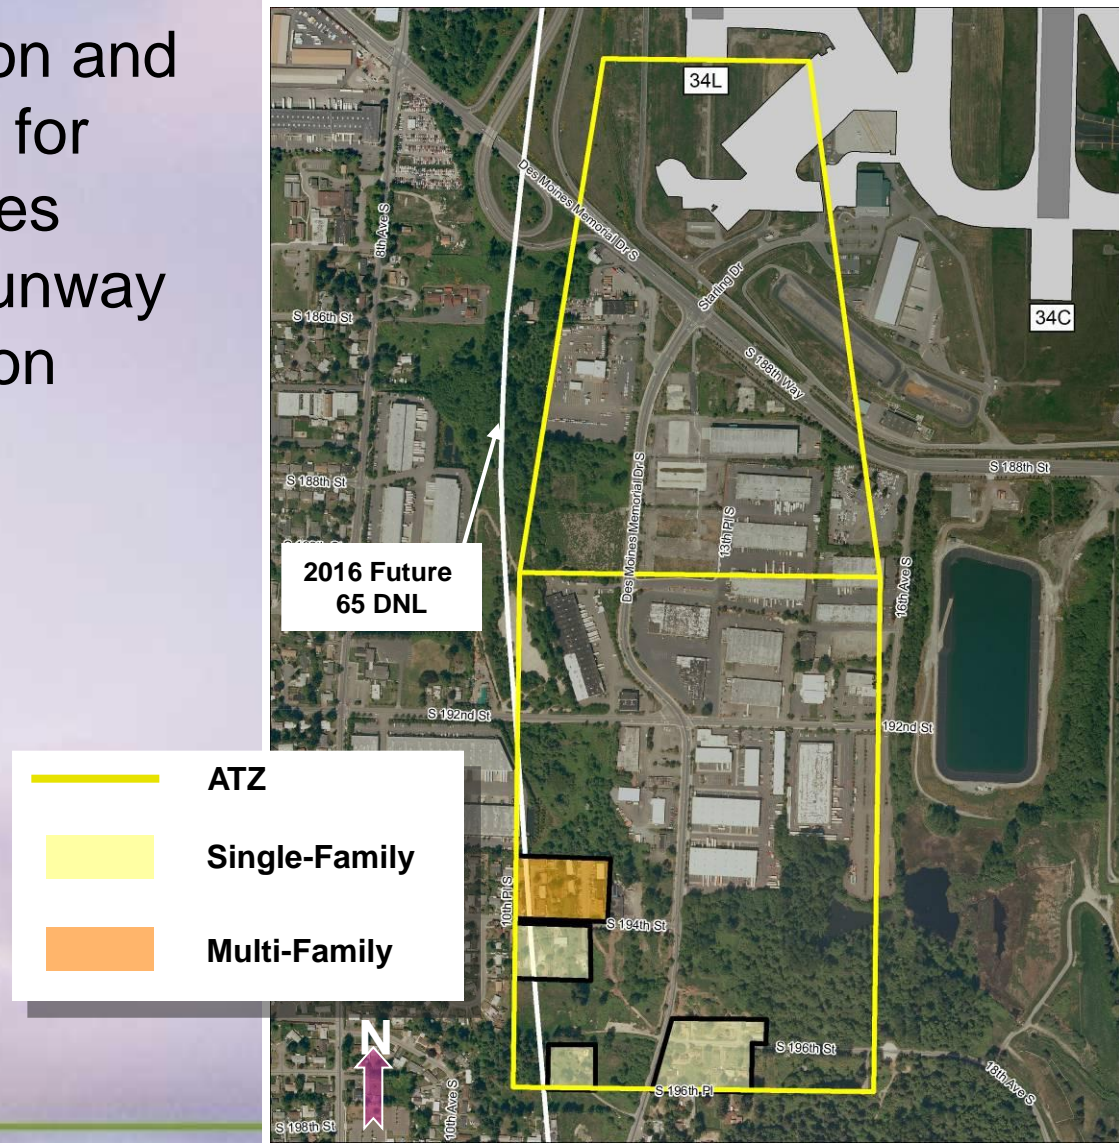 on and
for
es
unway
on
34L
Des Moines Memorial Dr S
8th Ave S
Starling Dr
S 186th St
34C
S 188th Way
S 188th St
S 188th St
Des Moines Memorial Dr S
13th Pl S
2016 Future
65 DNL
16th Ave S
S 192nd St
192nd St
ATZ
Single-Family
Multi-Family
10th Pl S
S 194th St
N
S 196th St
18th Ave S
S 196th Pl
10th Ave S
S 198th St